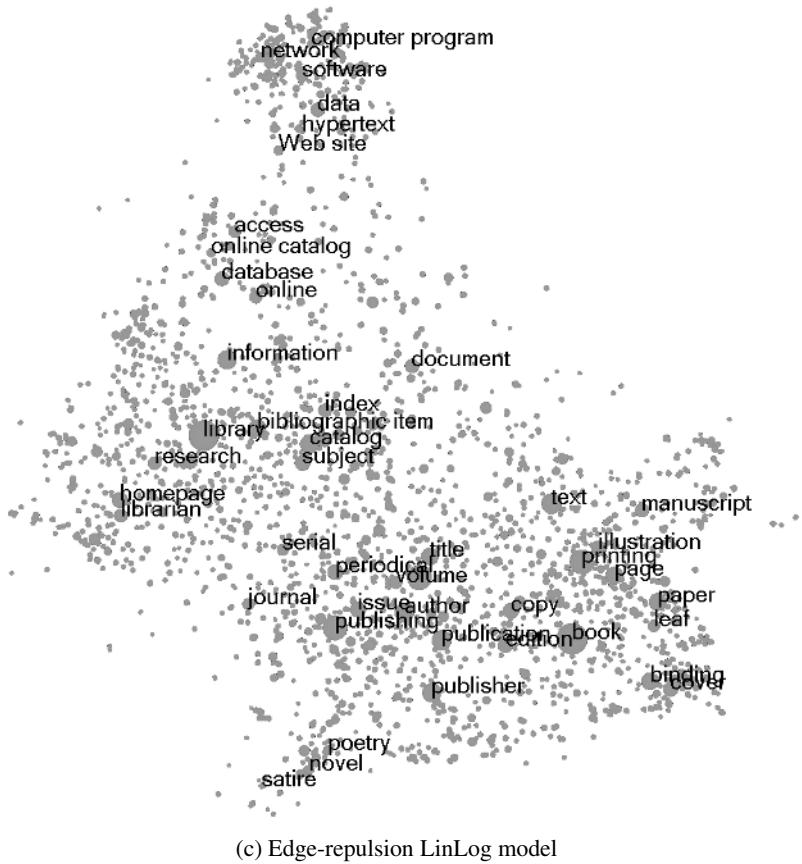 computer program
network
software
data
hypertext
Web site
access
online catalog
database
online
information
document
index
bibliographic item
library
catalog
research
subject
homepage
text
librarian
manuscript
serial
illustration
title
printing
periodical
page
volume
journal
paper
issue
author
copy
leaf
publishing
publication
book
edition
binding
cover
publisher
poetry
novel
satire
(c) Edge-repulsion LinLog model